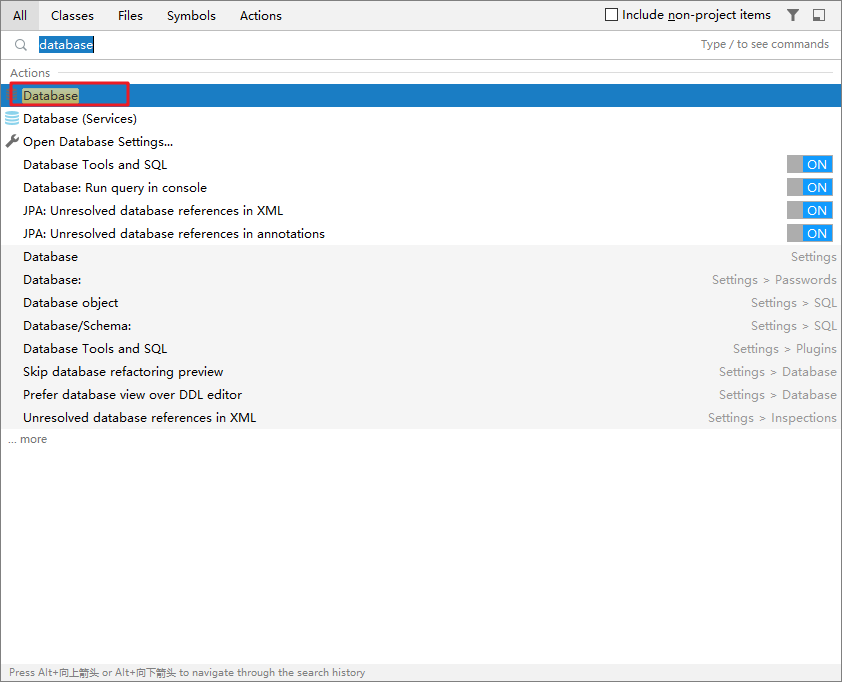 All Classes Files Symbols Actions Include non-project items
database Type / to see commands
Actions
Database
Database (Services)
Open Database Settings...
Database Tools and SQL ON
Database: Run query in console ON
JPA: Unresolved database references in XML ON
JPA: Unresolved database references in annotations ON
Database Settings
Database: Settings > Passwords
Database object Settings > SQL
Database/Schema: Settings > SQL
Database Tools and SQL Settings > Plugins
Skip database refactoring preview Settings > Database
Prefer database view over DDL editor Settings > Database
Unresolved database references in XML Settings > Inspections
... more
Press Alt+向上箭头 or Alt+向下箭头 to navigate through the search history